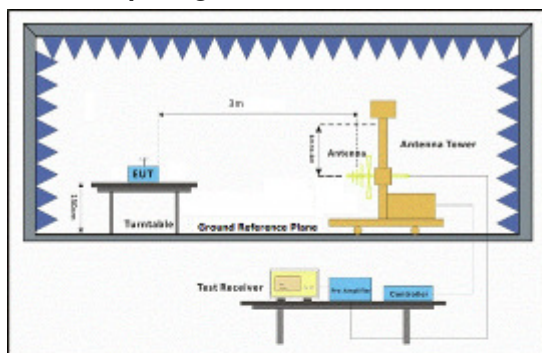 3m
Antenna
Antenna Tower
EUT
Turntable
Ground Reference Plane
Test Receiver
Pre Amplifier
Controller